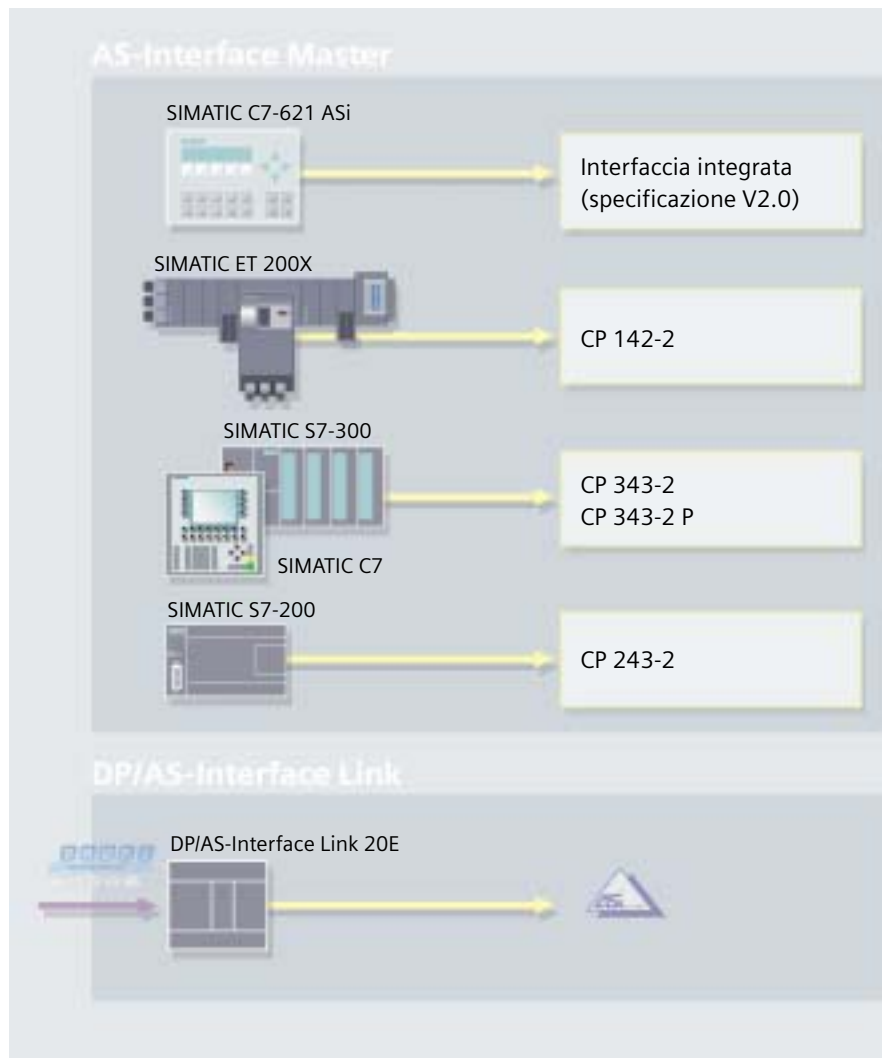 AS-Interface Master
SIMATIC C7-621 ASi
Interfaccia integrata
(specificazione V2.0)
SIMATIC ET 200X
CP 142-2
SIMATIC S7-300
CP 343-2
CP 343-2 P
SIMATIC C7
SIMATIC S7-200
CP 243-2
DP/AS-Interface Link
DP/AS-Interface Link 20E